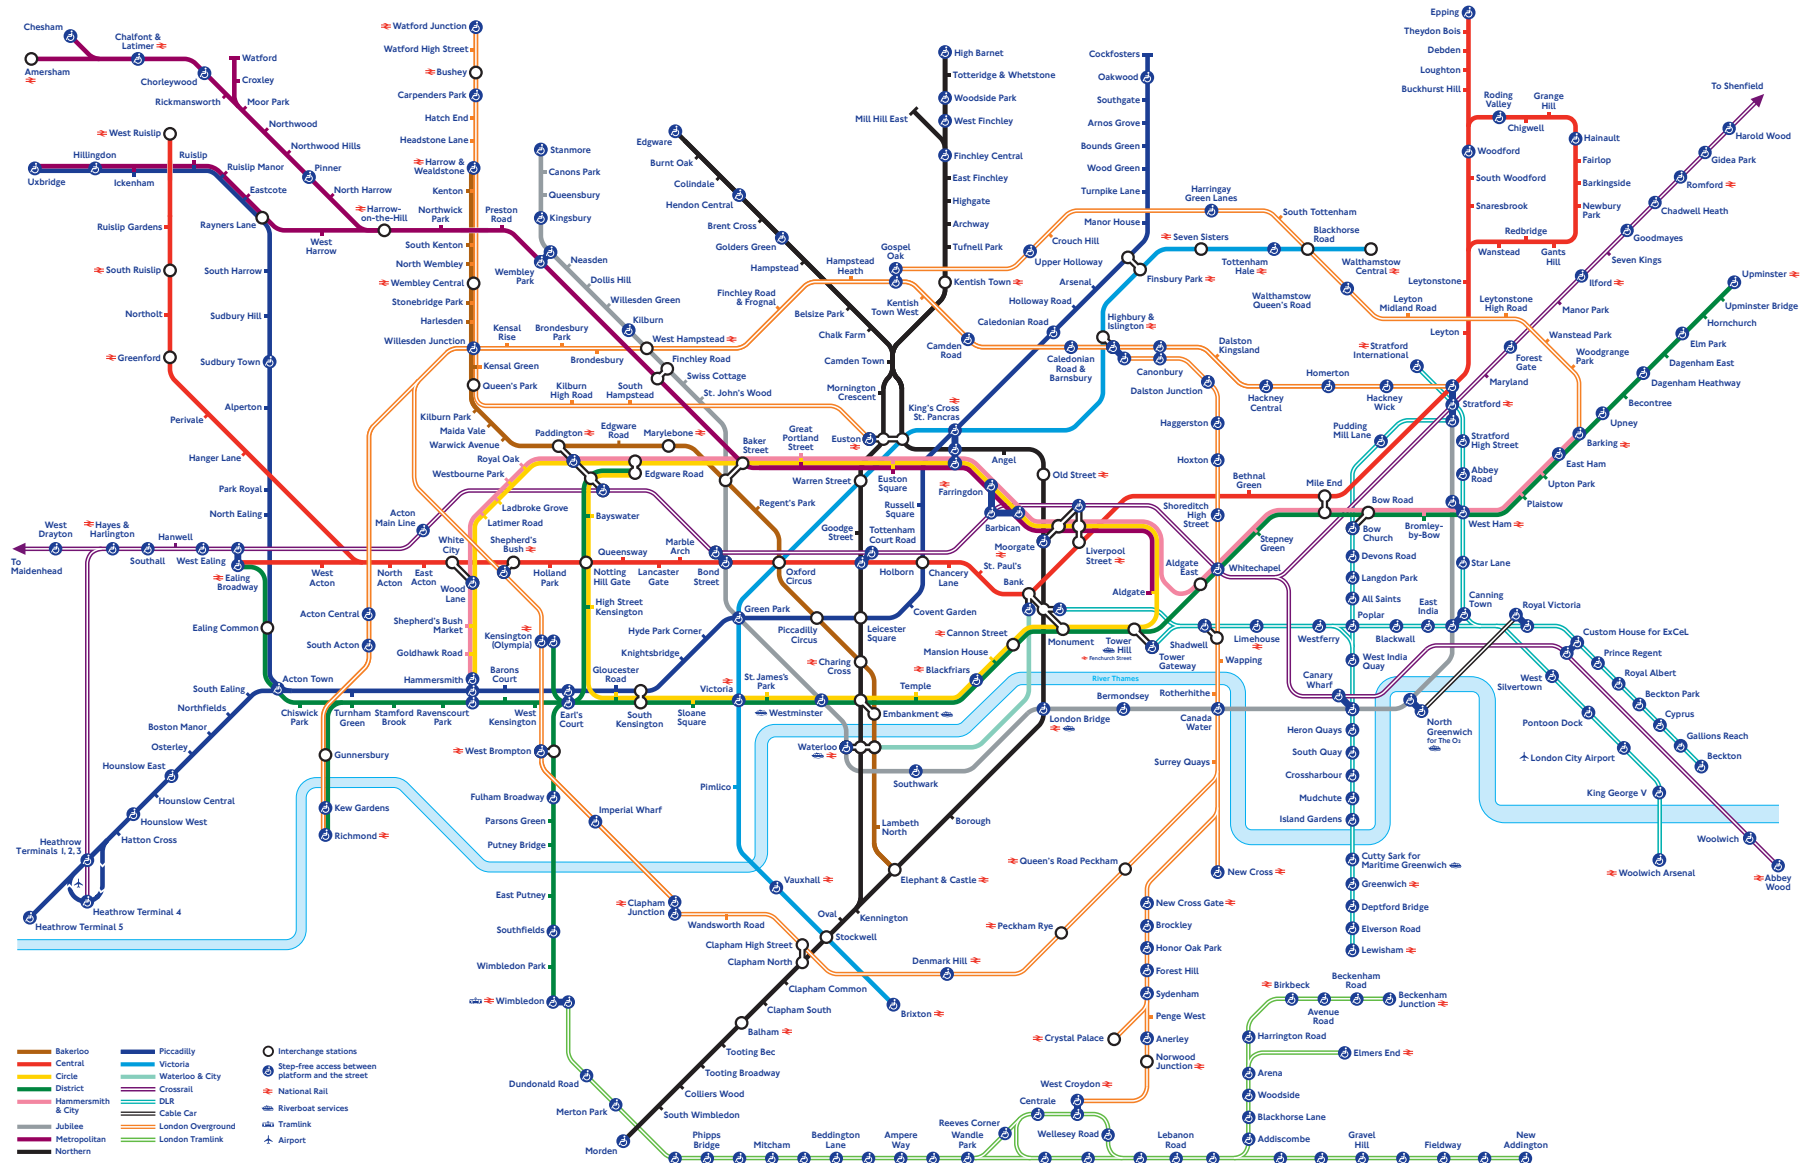 Chesham
Chalfont &
Latimer
Amersham
Chorleywood
Rickmansworth
Watford
Croxley
Moor Park
Northwood
Northwood Hills
Pinner
North Harrow
Harrow-
on-the-Hill
Northwick
Park
Preston
Road
West Ruislip
Hillingdon
Ruislip
Ruislip Manor
Eastcote
Uxbridge
Ickenham
Rayners Lane
West
Harrow
Ruislip Gardens
South Ruislip
Northolt
Greenford
Perivale
Hanger Lane
South Harrow
Sudbury Hill
Sudbury Town
Alperton
Park Royal
North Ealing
Watford Junction
Watford High Street
Bushey
Carpenders Park
Hatch End
Headstone Lane
Harrow &
Wealdstone
Kenton
South Kenton
North Wembley
Wembley Central
Stonebridge Park
Harlesden
Willesden Junction
Kensal Green
Queen's Park
Kilburn Park
Maida Vale
Warwick Avenue
Royal Oak
Westbourne Park
Stanmore
Canons Park
Queensbury
Kingsbury
Wembley
Park
Neasden
Dollis Hill
Willesden Green
Kilburn
West Hampstead
Finchley Road
Swiss Cottage
St. John's Wood
Kensal
Rise
Brondesbury
Park
Brondesbury
Kilburn
High Road
South
Hampstead
Finchley Road
& Frognal
Hampstead
Heath
Gospel
Oak
Edgware
Burnt Oak
Colindale
Hendon Central
Brent Cross
Golders Green
Hampstead
Belsize Park
Chalk Farm
Camden Town
Mornington
Crescent
Mill Hill East
High Barnet
Totteridge & Whetstone
Woodside Park
West Finchley
Finchley Central
East Finchley
Highgate
Archway
Tufnell Park
Kentish Town
Kentish
Town West
Camden
Road
Cockfosters
Oakwood
Southgate
Arnos Grove
Bounds Green
Wood Green
Turnpike Lane
Manor House
Crouch Hill
Upper Holloway
Harringay
Green Lanes
South Tottenham
Blackhorse
Road
Seven Sisters
Tottenham
Hale
Walthamstow
Central
Finsbury Park
Arsenal
Holloway Road
Caledonian Road
Highbury &
Islington
Caledonian
Road &
Barnsbury
Canonbury
Dalston
Kingsland
Dalston Junction
Haggerston
Hoxton
Shoreditch
High Street
Walthamstow
Queen's Road
Leyton
Midland Road
Leytonstone
High Road
Wanstead Park
Woodgrange
Park
Hackney
Central
Homerton
Hackney
Wick
Epping
Theydon Bois
Debden
Loughton
Buckhurst Hill
Roding
Valley
Grange
Hill
Chigwell
Hainault
Woodford
Fairlop
South Woodford
Barkingside
Snaresbrook
Newbury
Park
Redbridge
Wanstead
Gants
Hill
Leytonstone
Leyton
To Shenfield
Harold Wood
Gidea Park
Romford
Chadwell Heath
Goodmayes
Seven Kings
Ilford
Manor Park
Forest
Gate
Maryland
Upminster
Upminster Bridge
Hornchurch
Elm Park
Dagenham East
Dagenham Heathway
Becontree
Upney
Barking
East Ham
Upton Park
Plaistow
West Ham
Stratford
International
Stratford
Pudding
Mill Lane
Stratford
High Street
Abbey
Road
Star Lane
Canning
Town
Mile End
Bow Road
Bow
Church
Bromley-
by-Bow
Bethnal
Green
Stepney
Green
Whitechapel
Aldgate
East
Aldgate
Devons Road
Langdon Park
All Saints
Poplar
East
India
Blackwall
Westferry
Limehouse
Shadwell
West India
Quay
Canary
Wharf
Heron Quays
South Quay
Crossharbour
Mudchute
Island Gardens
Cutty Sark for
Maritime Greenwich
Greenwich
Deptford Bridge
Elverson Road
Lewisham
Royal Victoria
Custom House for ExCeL
Prince Regent
Royal Albert
Beckton Park
Cyprus
Gallions Reach
Beckton
West
Silvertown
Pontoon Dock
London City Airport
King George V
Woolwich Arsenal
Woolwich
Abbey
Wood
North
Greenwich
for The O2
Paddington
Edgware
Road
Marylebone
Baker
Street
Great
Portland
Street
Edgware Road
Euston
King's Cross
St. Pancras
Euston
Square
Warren Street
Regent's Park
Russell
Square
Goodge
Street
Tottenham
Court Road
Angel
Old Street
Farringdon
Barbican
Moorgate
Liverpool
Street
St. Paul's
Bank
Chancery
Lane
Holborn
Covent Garden
Leicester
Square
Piccadilly
Circus
Oxford
Circus
Bond
Street
Marble
Arch
Lancaster
Gate
Queensway
Notting
Hill Gate
Bayswater
Ladbroke Grove
Latimer Road
White
City
Wood
Lane
Shepherd's
Bush
Holland
Park
Shepherd's Bush
Market
Goldhawk Road
Hammersmith
Kensington
(Olympia)
High Street
Kensington
Barons
Court
Gloucester
Road
West
Kensington
Earl's
Court
South
Kensington
Sloane
Square
Victoria
St. James's
Park
Westminster
Embankment
Temple
Blackfriars
Mansion House
Cannon Street
Monument
Tower
Hill
Fenchurch Street
Tower
Gateway
Green Park
Hyde Park Corner
Knightsbridge
Charing
Cross
Waterloo
Southwark
London Bridge
Bermondsey
Canada
Water
Wapping
Rotherhithe
Surrey Quays
New Cross
River Thames
To
Maidenhead
West
Drayton
Hayes &
Harlington
Southall
Hanwell
West Ealing
Ealing
Broadway
Ealing Common
West
Acton
North
Acton
East
Acton
Acton
Main Line
Acton Central
South Acton
Acton Town
South Ealing
Northfields
Boston Manor
Osterley
Hounslow East
Hounslow Central
Hounslow West
Hatton Cross
Heathrow
Terminals 1, 2, 3
Heathrow Terminal 4
Heathrow Terminal 5
Chiswick
Park
Turnham
Green
Stamford
Brook
Ravenscourt
Park
Gunnersbury
Kew Gardens
Richmond
West Brompton
Fulham Broadway
Parsons Green
Putney Bridge
East Putney
Southfields
Wimbledon Park
Wimbledon
Dundonald Road
Merton Park
Morden
Imperial Wharf
Clapham
Junction
Wandsworth Road
Clapham High Street
Clapham North
Clapham Common
Clapham South
Balham
Tooting Bec
Tooting Broadway
Colliers Wood
South Wimbledon
Pimlico
Vauxhall
Oval
Stockwell
Brixton
Kennington
Elephant & Castle
Lambeth
North
Borough
Denmark Hill
Peckham Rye
Queen's Road Peckham
New Cross Gate
Brockley
Honor Oak Park
Forest Hill
Sydenham
Penge West
Crystal Palace
Anerley
Norwood
Junction
West Croydon
Centrale
Reeves Corner
Wellesey Road
Phipps
Bridge
Mitcham
Beddington
Lane
Ampere
Way
Wandle
Park
Lebanon
Road
Birkbeck
Avenue
Road
Beckenham
Road
Beckenham
Junction
Harrington Road
Elmers End
Arena
Woodside
Blackhorse Lane
Addiscombe
Gravel
Hill
Fieldway
New
Addington
Bakerloo
Central
Circle
District
Hammersmith
& City
Jubilee
Metropolitan
Northern
Piccadilly
Victoria
Waterloo & City
Crossrail
DLR
Cable Car
London Overground
London Tramlink
Interchange stations
Step-free access between
platform and the street
National Rail
Riverboat services
Tramlink
Airport